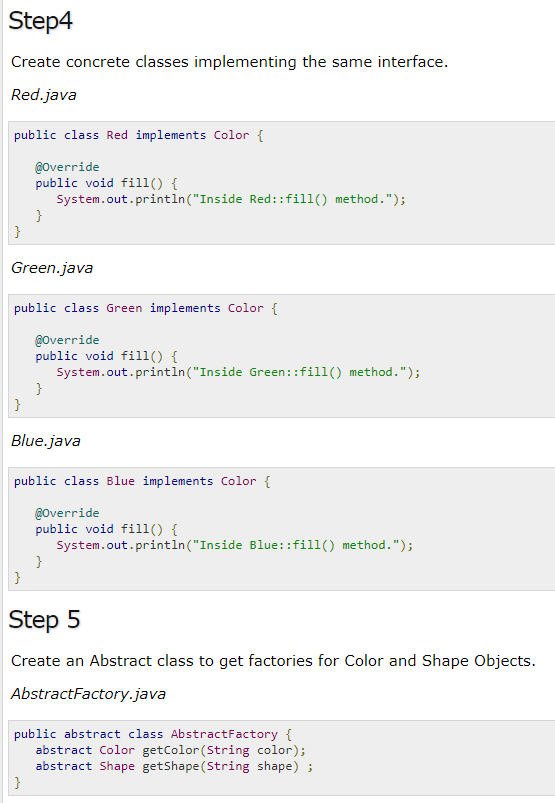 Step4
Create concrete classes implementing the same interface.
Red.java
public class Red implements Color {
@Override
public void fill() {
System.out.println("Inside Red::fill() method.");
}
}
Green.java
public class Green implements Color {
@Override
public void fill() {
System.out.println("Inside Green::fill() method.");
}
}
Blue.java
public class Blue implements Color {
@Override
public void fill() {
System.out.println("Inside Blue::fill() method.");
}
}
Step 5
Create an Abstract class to get factories for Color and Shape Objects.
AbstractFactory.java
public abstract class AbstractFactory {
abstract Color getColor(String color);
abstract Shape getShape(String shape) ;
}